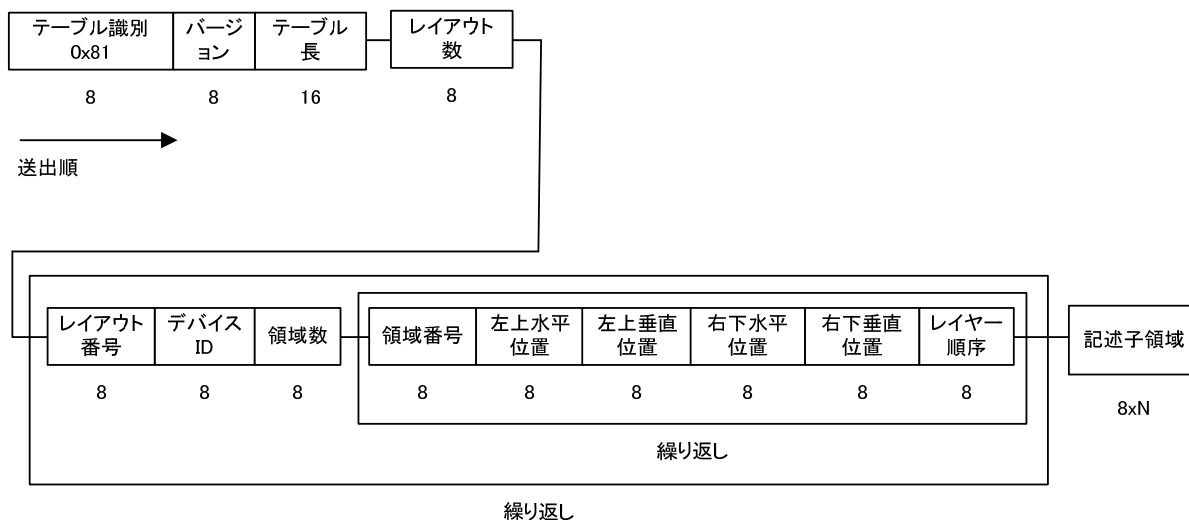 テーブル識別
0x81
バージ
ョン
テーブル
長
レイアウト
数
8
8
16
8
送出順
レイアウト
番号
デバイス
ID
領域数
領域番号
左上水平
位置
左上垂直
位置
右下水平
位置
右下垂直
位置
レイヤー
順序
記述子領域
8
8
8
8
8
8
8
8
8
8xN
繰り返し
繰り返し